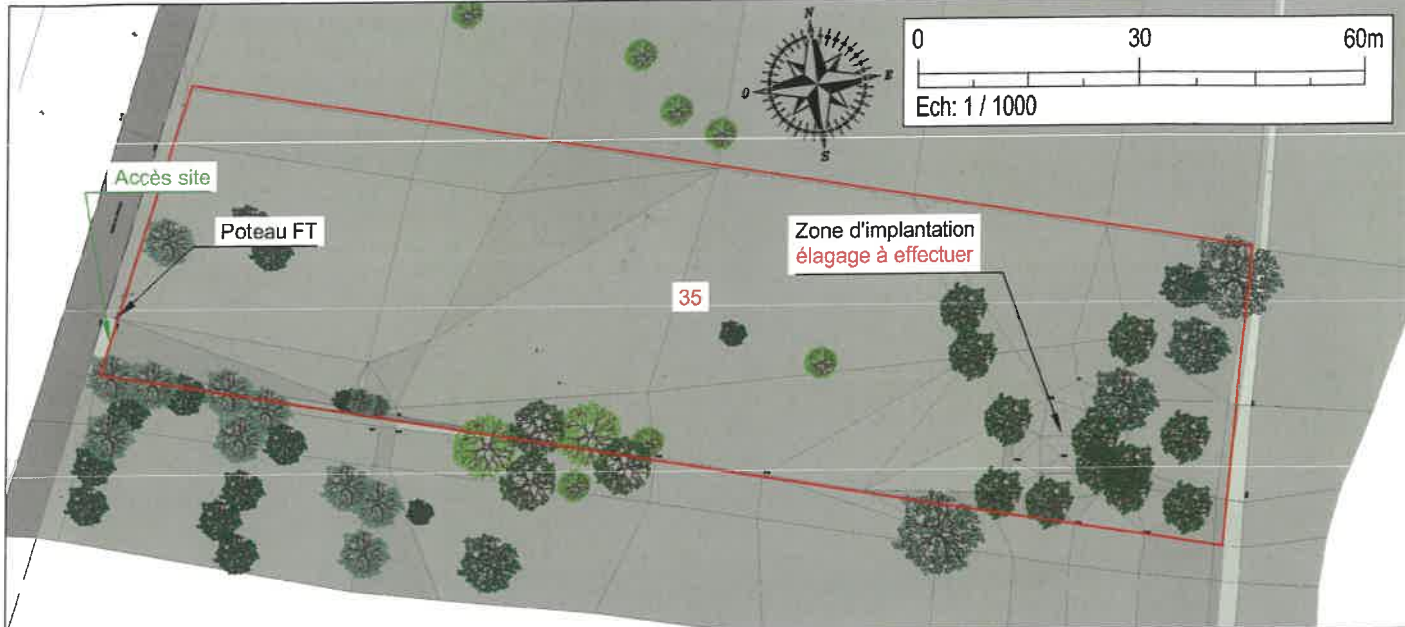 N
O
E
S
0 30 60m
Ech: 1 / 1000
Accès site
Poteau FT
Zone d'implantation
élagage à effectuer
35